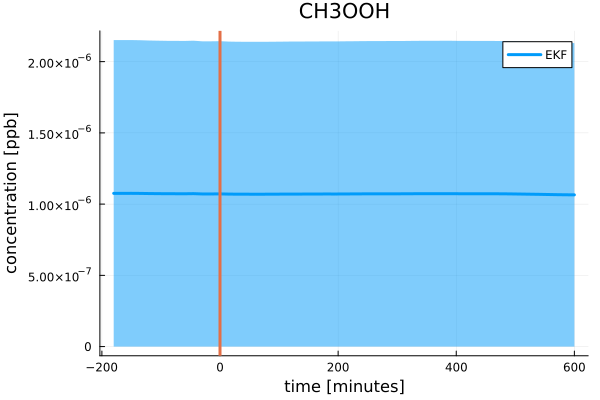 CH3OOH
EKF
concentration [ppb]
2.00×10⁻⁶
1.50×10⁻⁶
1.00×10⁻⁶
5.00×10⁻⁷
0
−200 0 200 400 600
time [minutes]